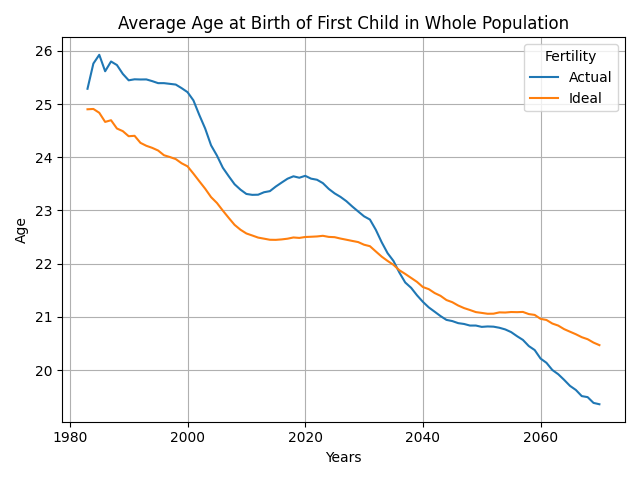 Average Age at Birth of First Child in Whole Population
Fertility
Actual
Ideal
Age
26
25
24
23
22
21
20
1980
2000
2020
2040
2060
Years